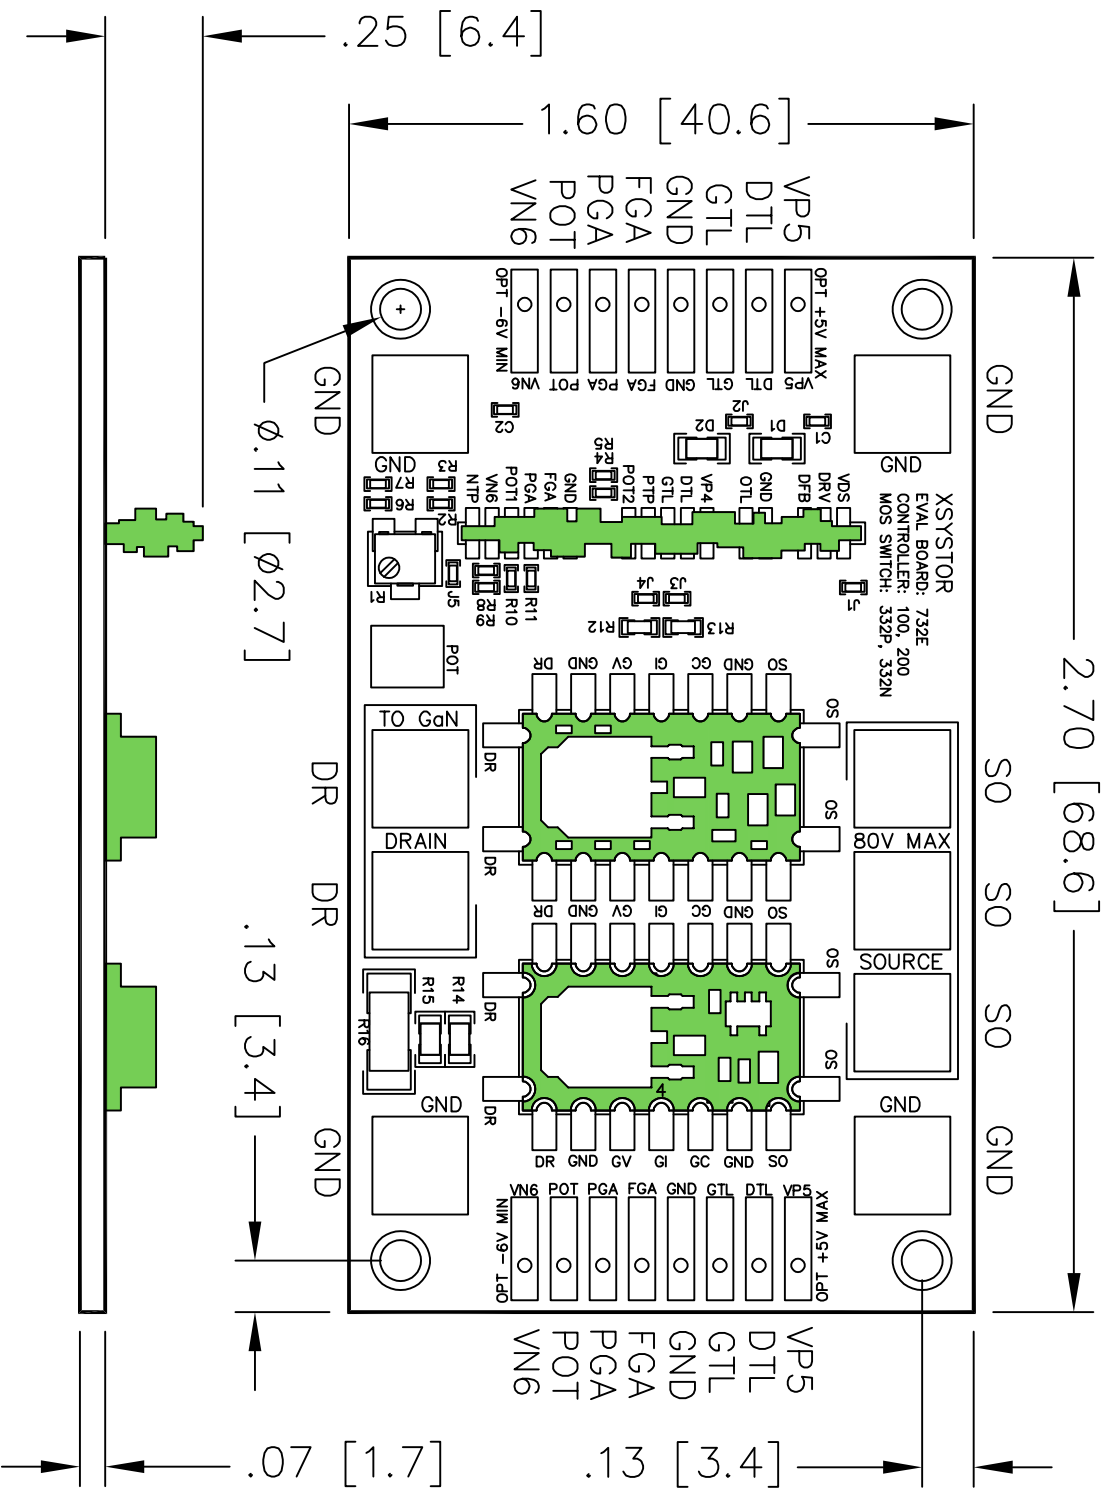 .25 [6.4]
1.60 [40.6]
VN6
POT
PGA
FGA
GND
GTL
DTL
VP5
OPT -6V MIN
OPT +5V MAX
VN6
POT
PGA
FGA
GND
GTL
DTL
VP5
GND
GND
GND
GND
Ø.11 [Ø2.7]
2.70 [68.6]
C2
D2
J2
D1
C1
R5
R4
R7
R6
R3
R2
NTP
VN6
POT1
PGA
FGA
GND
POT2
PTP
GTL
DTL
VP4
OTL
GND
DFB
DRV
VDS
XSYSTOR
EVAL BOARD: 732E
CONTROLLER: 100, 200
MOS SWITCH: 332P, 332N
R1
J5
R8
R9
R10
R11
J4
J3
J1
R12
R13
POT
DR
GND
GV
GI
GC
GND
SO
TO GaN
DR
SO
DR
SO
DR
SO
DRAIN
80V MAX
DR
SO
DR
GND
GV
GI
GC
GND
SO
SOURCE
DR
SO
SO
R16
R15
R14
DR
SO
4
GND
GND
GND
GND
DR
GND
GV
GI
GC
GND
SO
VN6
POT
PGA
FGA
GND
GTL
DTL
VP5
OPT -6V MIN
OPT +5V MAX
VN6
POT
PGA
FGA
GND
GTL
DTL
VP5
.13 [3.4]
.07 [1.7]
.13 [3.4]